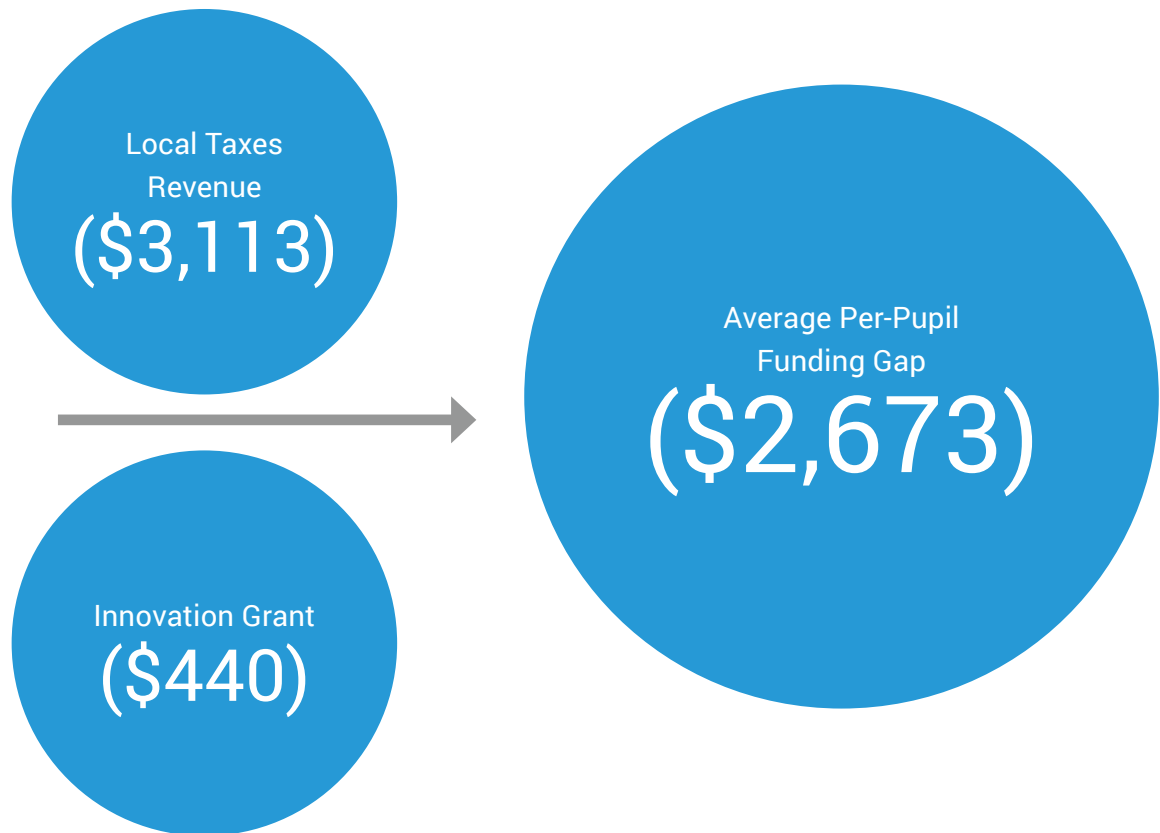 Local Taxes
Revenue
($3,113)
Average Per-Pupil
Funding Gap
($2,673)
Innovation Grant
($440)